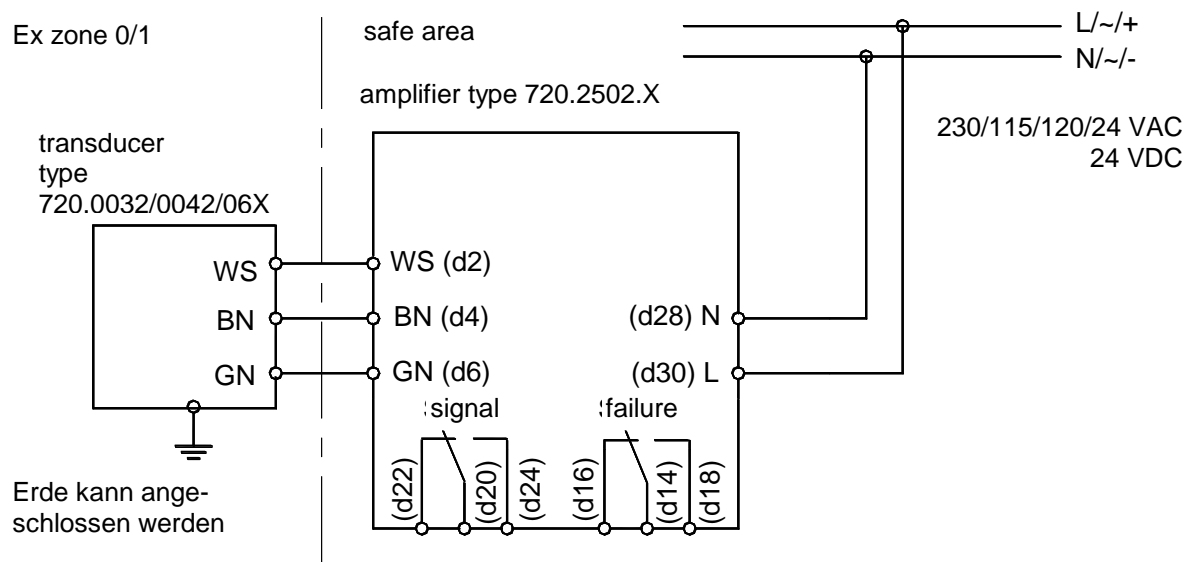 Ex zone 0/1
safe area
L/~/+
N/~/-
amplifier type 720.2502.X
230/115/120/24 VAC
24 VDC
transducer
type
720.0032/0042/06X
WS
WS (d2)
BN
BN (d4)
(d28) N
GN
GN (d6)
(d30) L
signal
failure
(d22)
(d20)
(d24)
(d16)
(d14)
(d18)
Erde kann ange-
schlossen werden